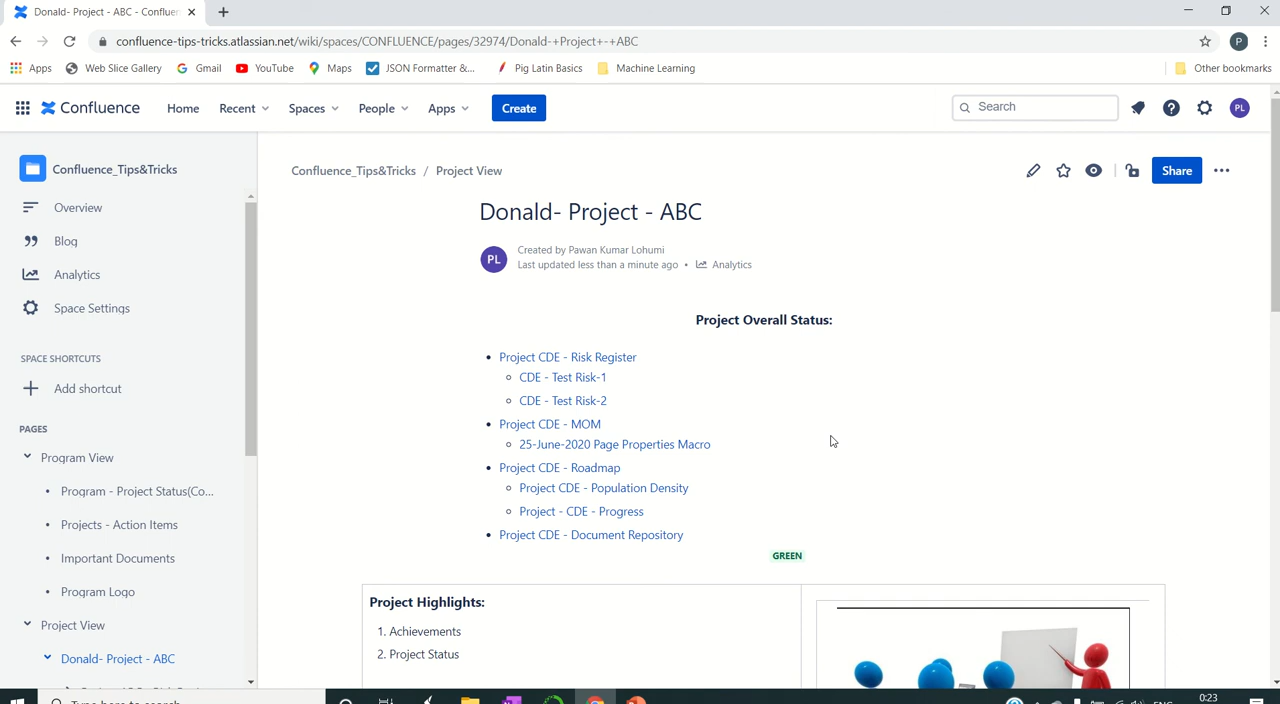 Donald- Project - ABC - Confluen
confluence-tips-tricks.atlassian.net/wiki/spaces/CONFLUENCE/pages/32974/Donald-+Project+-+ABC
P
Apps Web Slice Gallery Gmail YouTube Maps JSON Formatter &... Pig Latin Basics Machine Learning Other bookmarks
Confluence Home Recent Spaces People Apps Create Search PL
Confluence_Tips&Tricks
Overview
Blog
Analytics
Space Settings
SPACE SHORTCUTS
Add shortcut
PAGES
Program View
Program - Project Status(Co...
Projects - Action Items
Important Documents
Program Logo
Project View
Donald- Project - ABC
Confluence_Tips&Tricks / Project View
Share
Donald- Project - ABC
PL
Created by Pawan Kumar Lohumi
Last updated less than a minute ago • Analytics
Project Overall Status:
• Project CDE - Risk Register
CDE - Test Risk-1
CDE - Test Risk-2
• Project CDE - MOM
25-June-2020 Page Properties Macro
• Project CDE - Roadmap
Project CDE - Population Density
Project - CDE - Progress
• Project CDE - Document Repository
GREEN
Project Highlights:
1. Achievements
2. Project Status
Type here to search
ENG
0:23